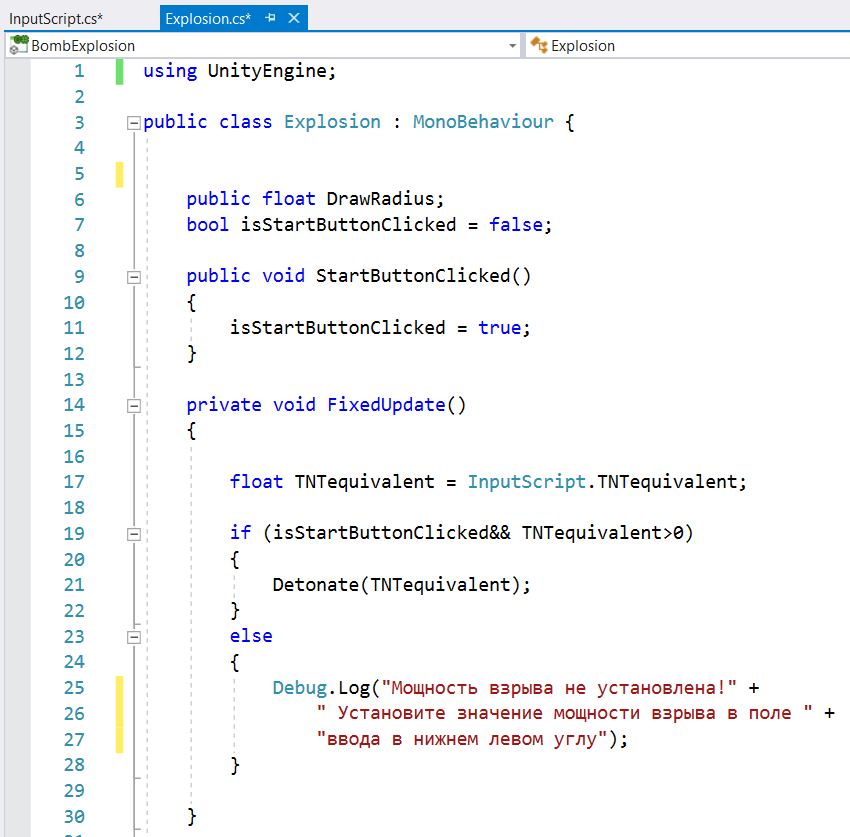 InputScript.cs*
Explosion.cs*
BombExplosion
Explosion
1 using UnityEngine;
2
3 public class Explosion : MonoBehaviour {
4
5
6 public float DrawRadius;
7 bool isStartButtonClicked = false;
8
9 public void StartButtonClicked()
10 {
11 isStartButtonClicked = true;
12 }
13
14 private void FixedUpdate()
15 {
16
17 float TNTequivalent = InputScript.TNTequivalent;
18
19 if (isStartButtonClicked&& TNTequivalent>0)
20 {
21 Detonate(TNTequivalent);
22 }
23 else
24 {
25 Debug.Log("Мощность взрыва не установлена!" +
26 " Установите значение мощности взрыва в поле " +
27 "ввода в нижнем левом углу");
28 }
29
30 }